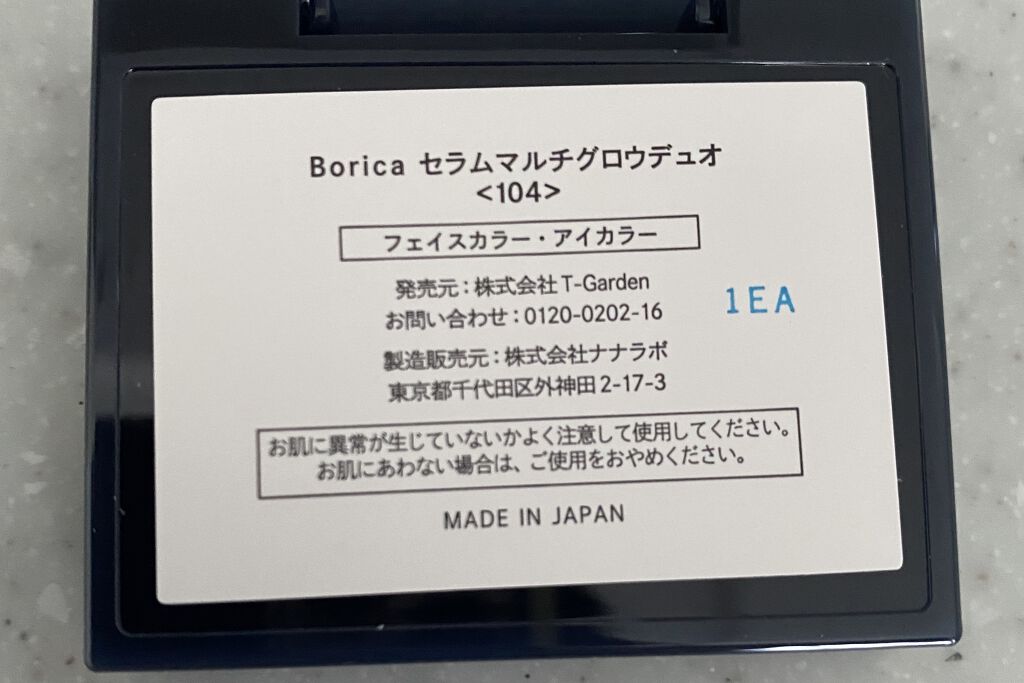 Borica セラムマルチグロウデュオ
<104>
フェイスカラー・アイカラー
発売元：株式会社T-Garden
お問い合わせ：0120-0202-16
1EA
製造販売元：株式会社ナナラボ
東京都千代田区外神田2-17-3
お肌に異常が生じていないかよく注意して使用してください。
お肌にあわない場合は、ご使用をおやめください。
MADE IN JAPAN